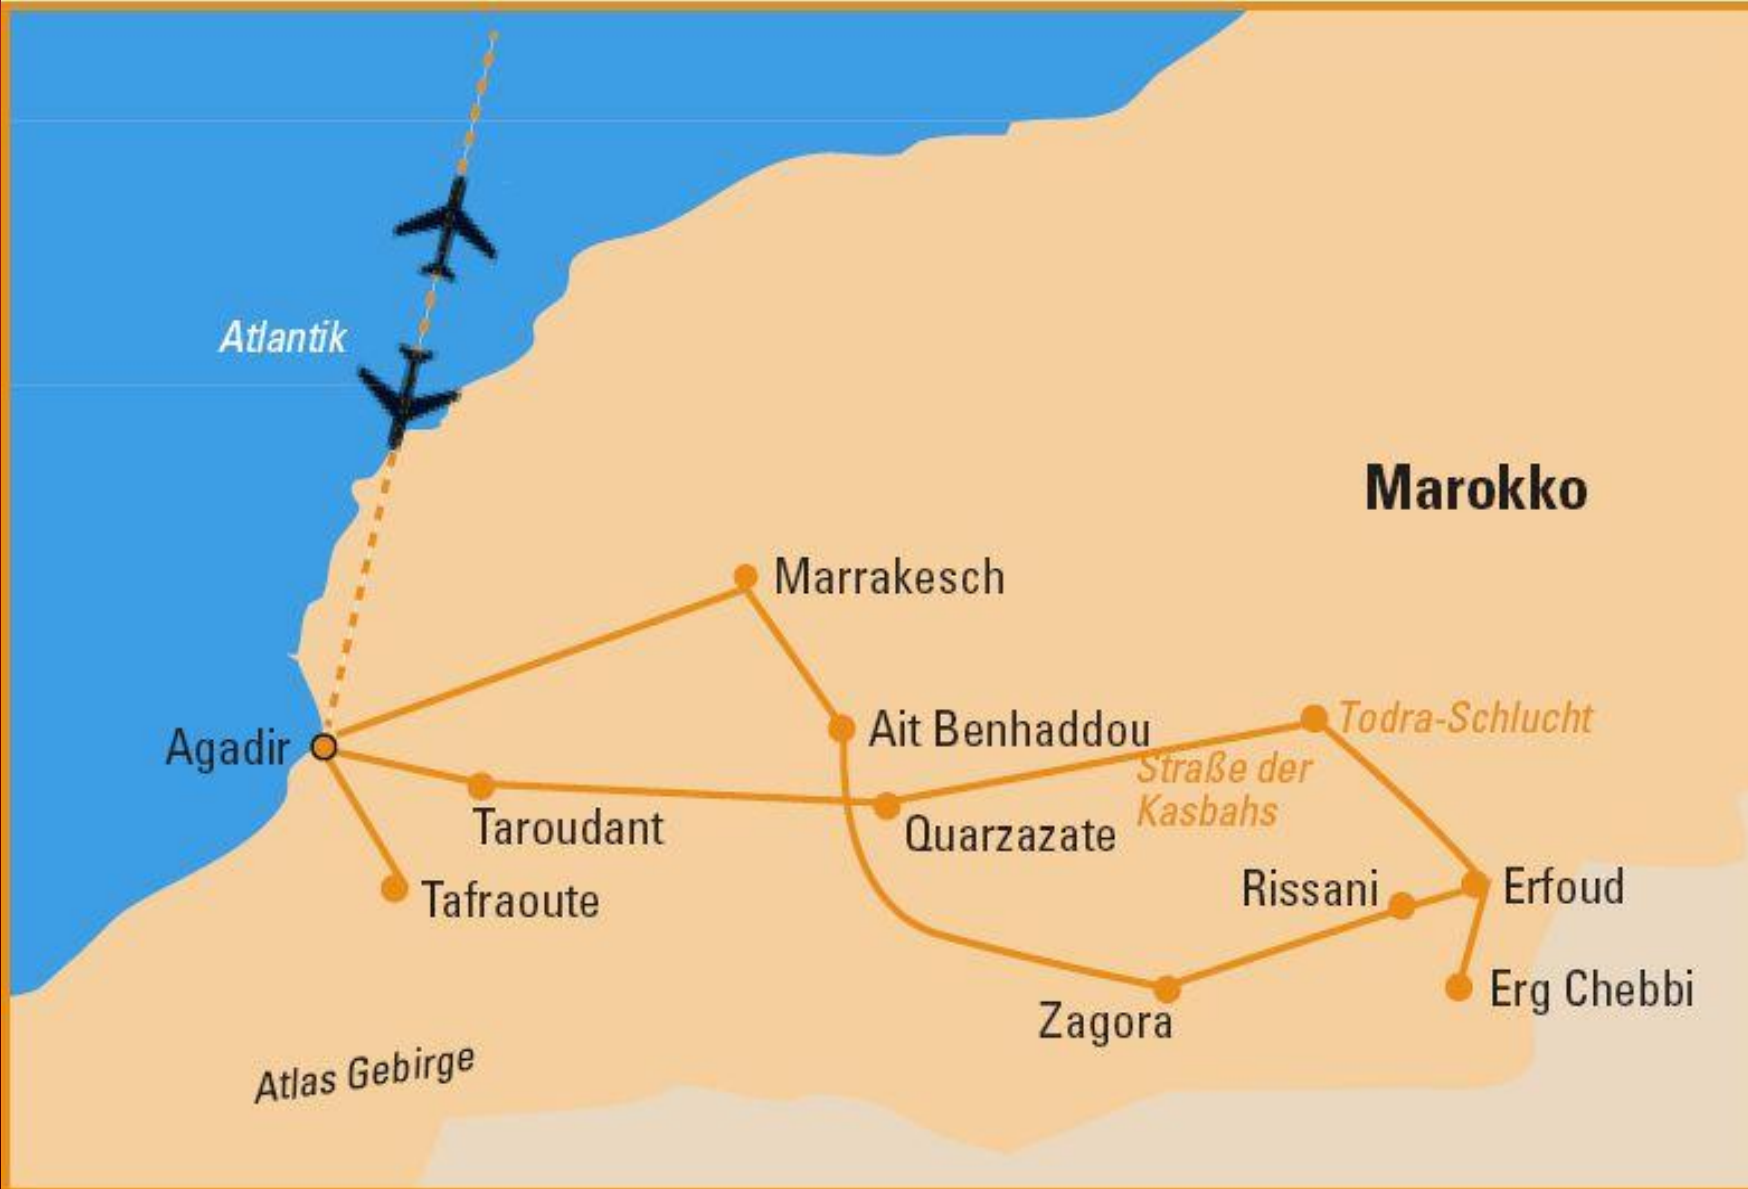 Atlantik
Marokko
Marrakesch
Ait Benhaddou
Todra-Schlucht
Agadir
Straße der
Kasbahs
Taroudant
Quarzazate
Tafraoute
Rissani
Erfoud
Erg Chebbi
Zagora
Atlas Gebirge